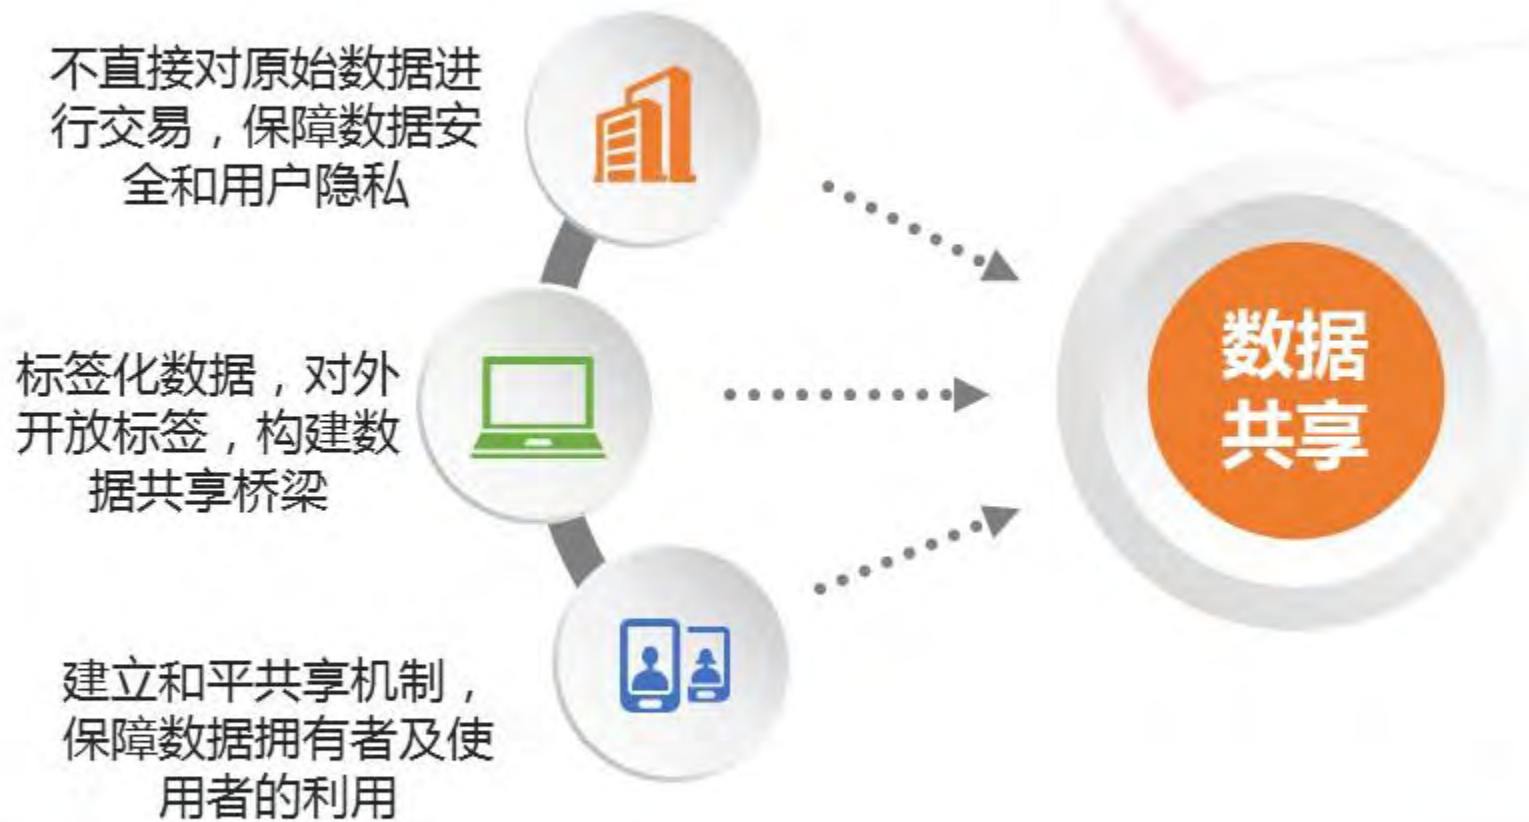 不直接对原始数据进
行交易，保障数据安
全和用户隐私
标签化数据，对外
开放标签，构建数
据共享桥梁
建立和平共享机制，
保障数据拥有者及使
用者的利用
数据
共享